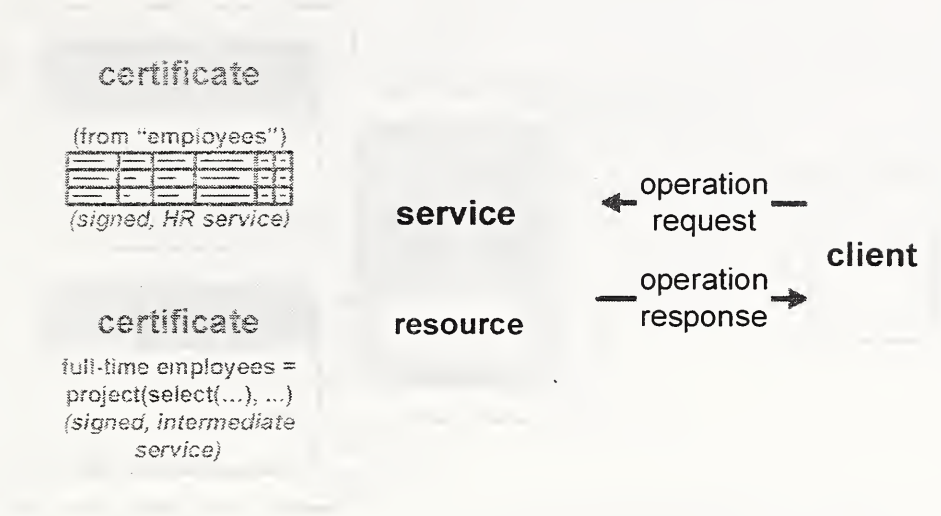 certificate
(from “employees”)
(signed, HR service)
certificate
full-time employees =
project(select(...), ...)
(signed, intermediate
service)
service
resource
operation
request
operation
response
client